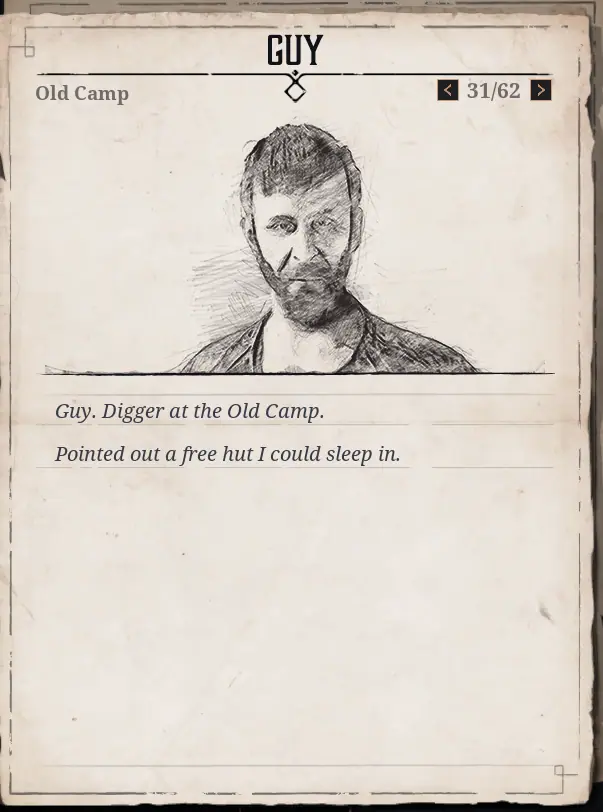 GUY
Old Camp
31/62
Guy. Digger at the Old Camp.
Pointed out a free hut I could sleep in.